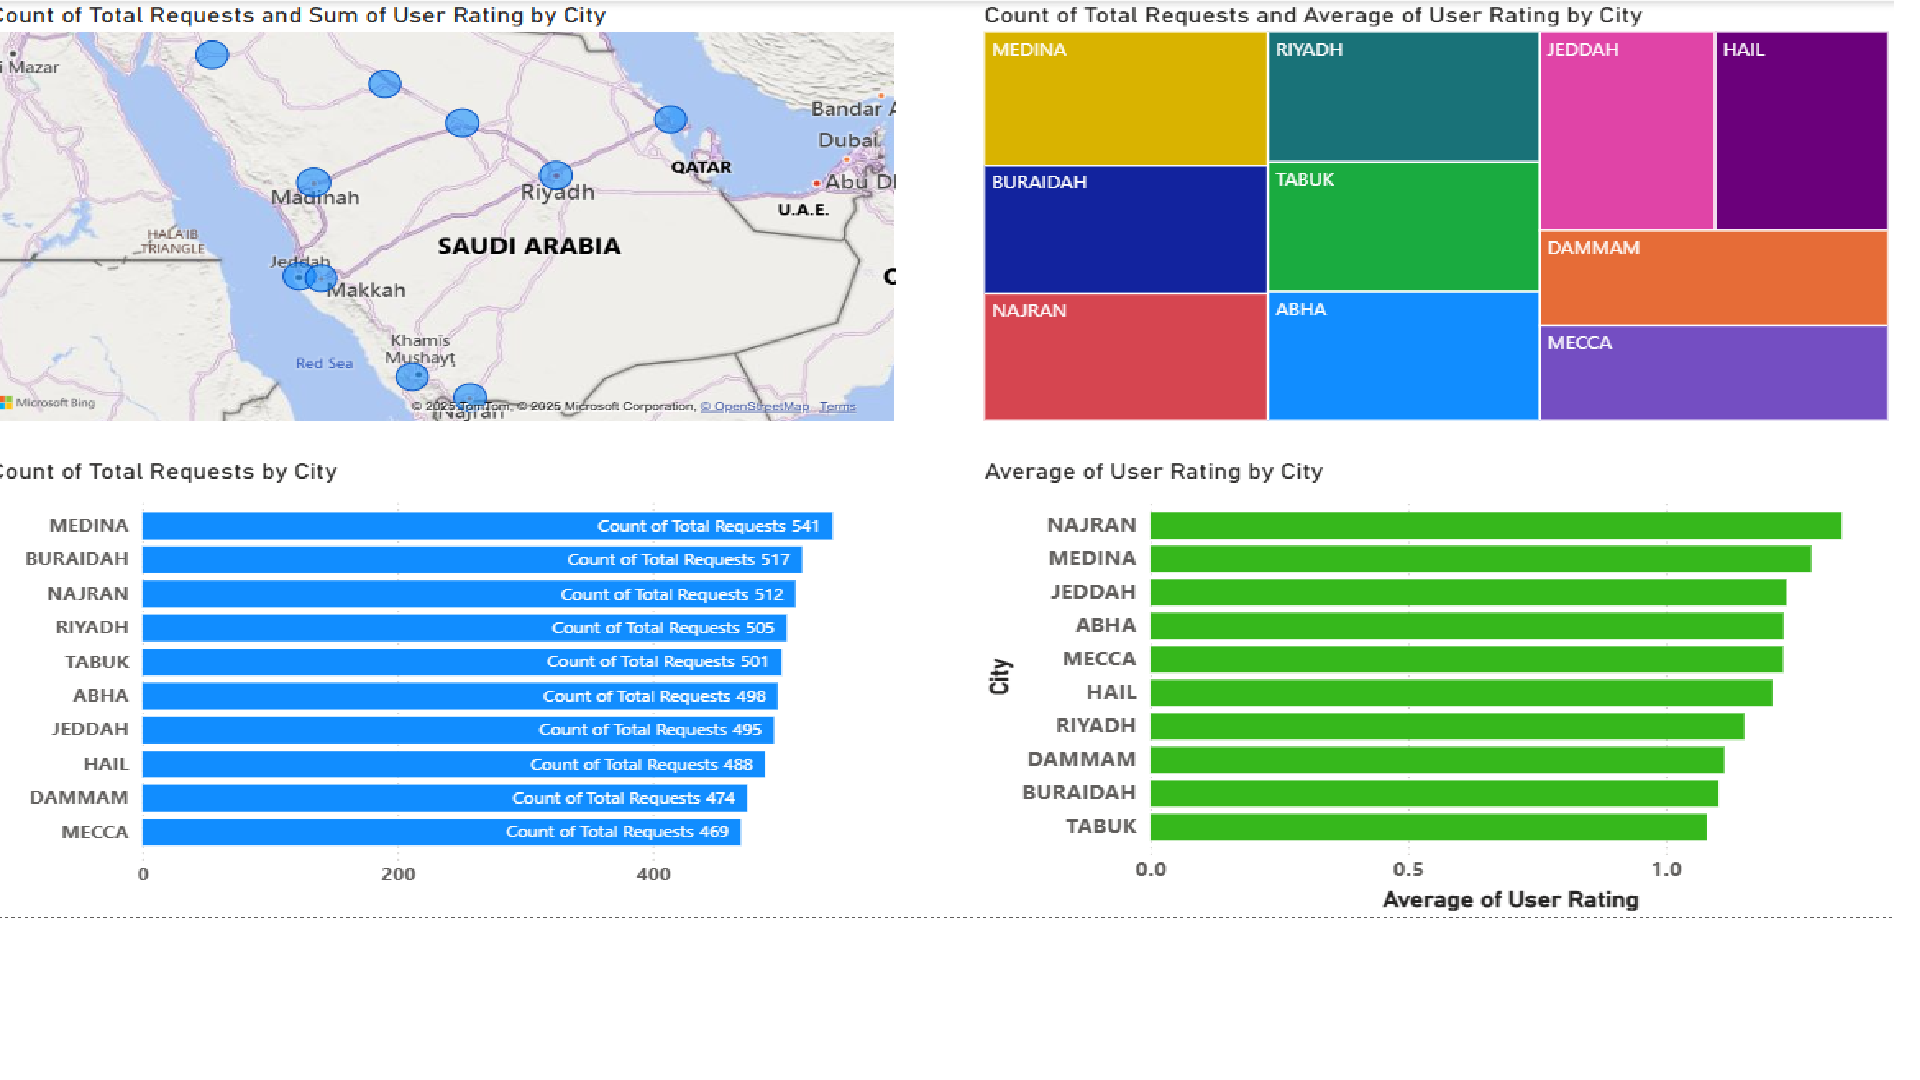 Count of Total Requests and Sum of User Rating by City
i Mazar
Bandar A
Dubai
QATAR
Abu D
Madinah
Riyadh
U.A.E.
HALA'IB
TRIANGLE
SAUDI ARABIA
Jeddah
Makkah
Khamis
Mushayt
Red Sea
Najran
Microsoft Bing
© 2025 TomTom, © 2025 Microsoft Corporation, © OpenStreetMap Terms
Count of Total Requests and Average of User Rating by City
MEDINA
RIYADH
JEDDAH
HAIL
BURAIDAH
TABUK
DAMMAM
NAJRAN
ABHA
MECCA
Count of Total Requests by City
MEDINA Count of Total Requests 541
BURAIDAH Count of Total Requests 517
NAJRAN Count of Total Requests 512
RIYADH Count of Total Requests 505
TABUK Count of Total Requests 501
ABHA Count of Total Requests 498
JEDDAH Count of Total Requests 495
HAIL Count of Total Requests 488
DAMMAM Count of Total Requests 474
MECCA Count of Total Requests 469
0 200 400
Average of User Rating by City
City
NAJRAN
MEDINA
JEDDAH
ABHA
MECCA
HAIL
RIYADH
DAMMAM
BURAIDAH
TABUK
0.0 0.5 1.0
Average of User Rating